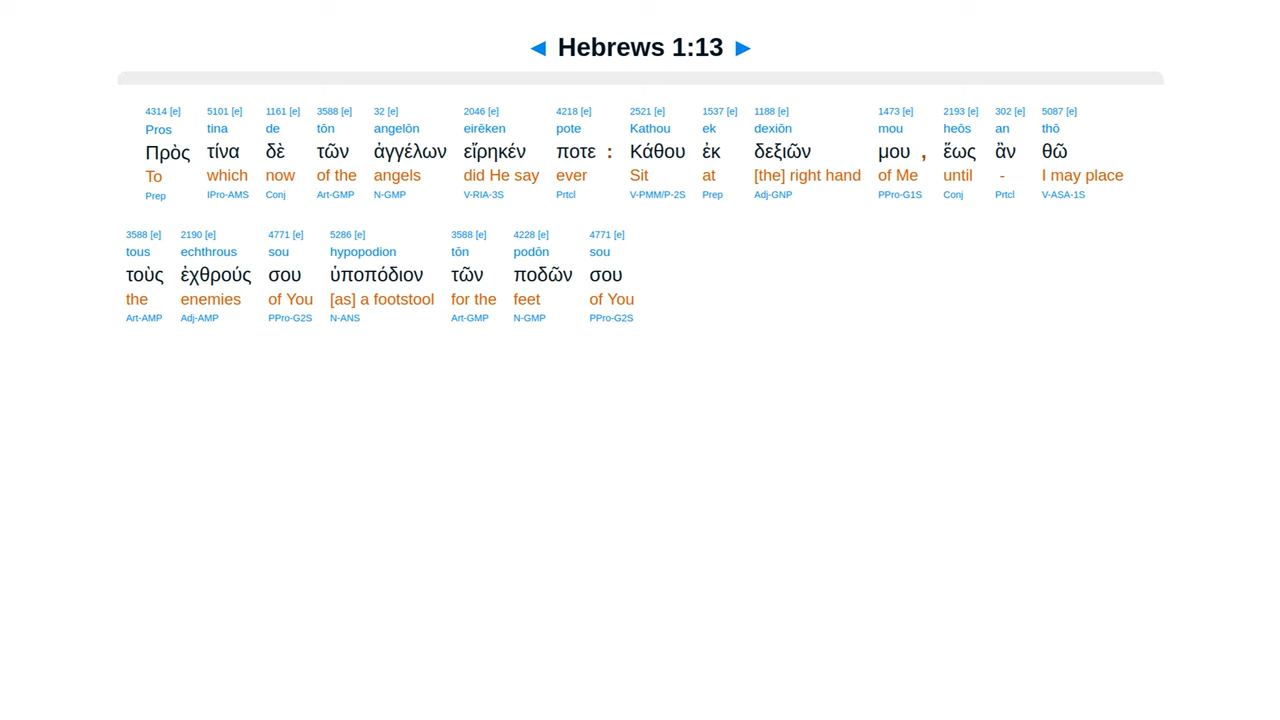 ◄ Hebrews 1:13 ►
4314 [e] 5101 [e] 1161 [e] 3588 [e] 32 [e] 2046 [e] 4218 [e] 2521 [e] 1537 [e] 1188 [e] 1473 [e] 2193 [e] 302 [e] 5087 [e]
Pros tina de tōn angelōn eirēken pote Kathou ek dexiōn mou heōs an thō
Πρὸς τίνα δὲ τῶν ἀγγέλων εἴρηκέν ποτε : Κάθου ἐκ δεξιῶν μου , ἕως ἂν θῶ
To which now of the angels did He say ever Sit at [the] right hand of Me until - I may place
Prep IPro-AMS Conj Art-GMP N-GMP V-RIA-3S Prtcl V-PMM/P-2S Prep Adj-GNP PPro-G1S Conj Prtcl V-ASA-1S
3588 [e] 2190 [e] 4771 [e] 5286 [e] 3588 [e] 4228 [e] 4771 [e]
tous echthrous sou hypopodion tōn podōn sou
τοὺς ἐχθρούς σου ὑποπόδιον τῶν ποδῶν σου
the enemies of You [as] a footstool for the feet of You
Art-AMP Adj-AMP PPro-G2S N-ANS Art-GMP N-GMP PPro-G2S